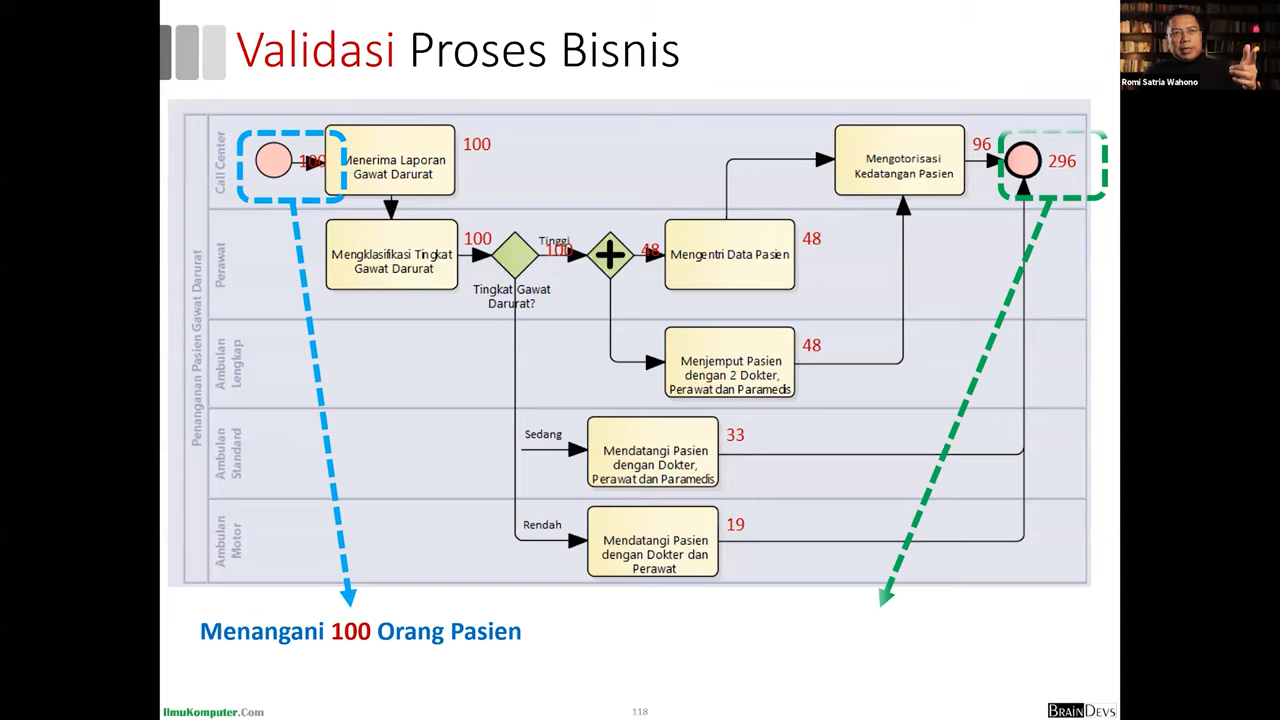 Validasi Proses Bisnis
Romi Satria Wahono
Penanganan Pasien Gawat Darurat
Call Center
100
Menerima Laporan
Gawat Darurat
100
Mengotorisasi
Kedatangan Pasien
96
296
Perawat
Mengklasifikasi Tingkat
Gawat Darurat
100
Tinggi
100
Tingkat Gawat
Darurat?
48
Mengentri Data Pasien
48
Ambulan
Lengkap
Menjemput Pasien
dengan 2 Dokter,
Perawat dan Paramedis
48
Ambulan
Standard
Sedang
Mendatangi Pasien
dengan Dokter,
Perawat dan Paramedis
33
Ambulan
Motor
Rendah
Mendatangi Pasien
dengan Dokter dan
Perawat
19
Menangani 100 Orang Pasien
IlmuKomputer.Com
118
BRAINDEVS